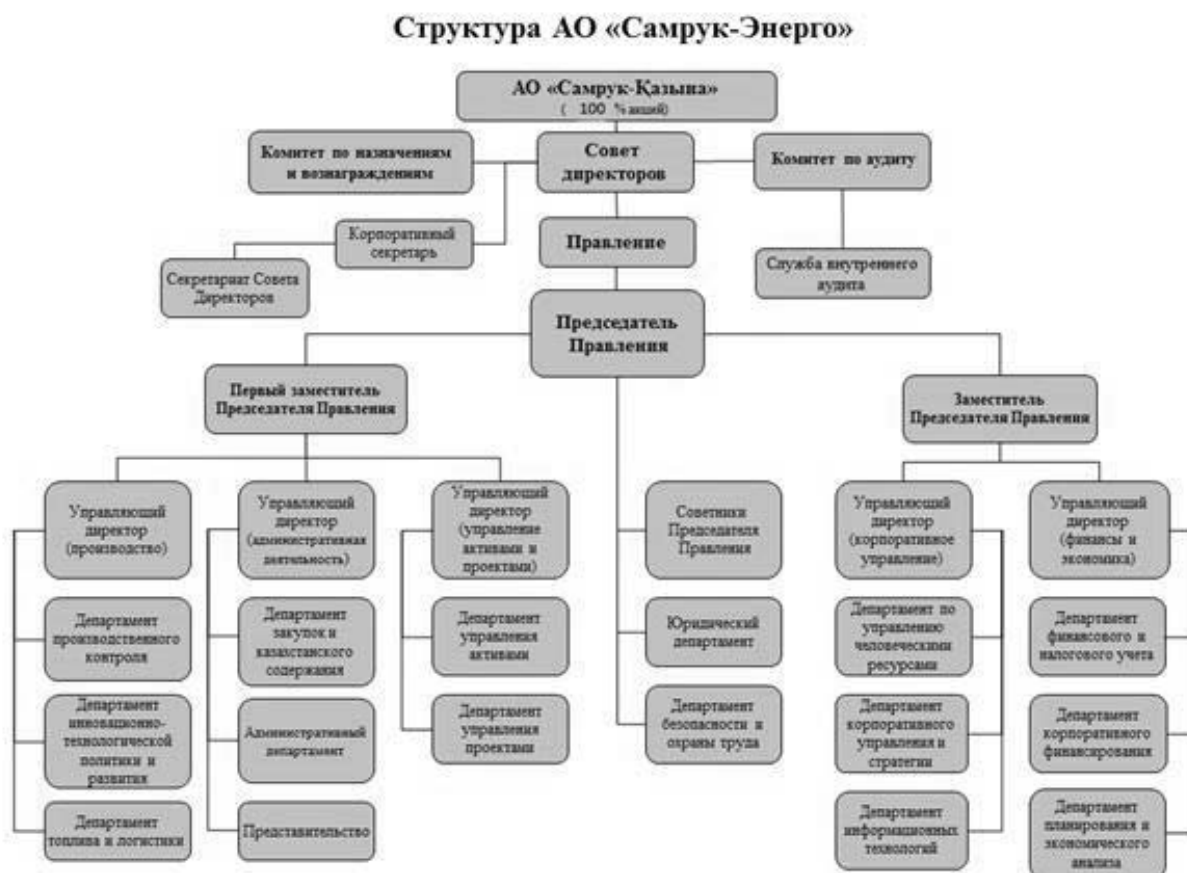 Структура АО «Самрук-Энерго»
АО «Самрук-Қазына»
( 100 % акций)
Комитет по назначениям
и вознаграждениям
Совет
директоров
Комитет по аудиту
Корпоративный
секретарь
Правление
Секретариат Совета
Директоров
Служба внутреннего
аудита
Председатель
Правления
Первый заместитель
Председателя Правления
Заместитель
Председателя Правления
Управляющий
директор
(производство)
Управляющий
директор
(административная
деятельность)
Управляющий
директор
(управление
активами и
проектами)
Советники
Председателя
Правления
Управляющий
директор
(корпоративное
управление)
Управляющий
директор
(финансы и
экономика)
Департамент
производственного
контроля
Департамент
закупок и
казахстанского
содержания
Департамент
управления
активами
Юридический
департамент
Департамент по
управлению
человеческими
ресурсами
Департамент
финансового и
налогового учета
Департамент
инновационно-
технологической
политики и
развития
Административный
департамент
Департамент
управления
проектами
Департамент
безопасности и
охраны труда
Департамент
корпоративного
управления и
стратегии
Департамент
корпоративного
финансирования
Департамент
топлива и логистики
Представительство
Департамент
информационных
технологий
Департамент
планирования и
экономического
анализа